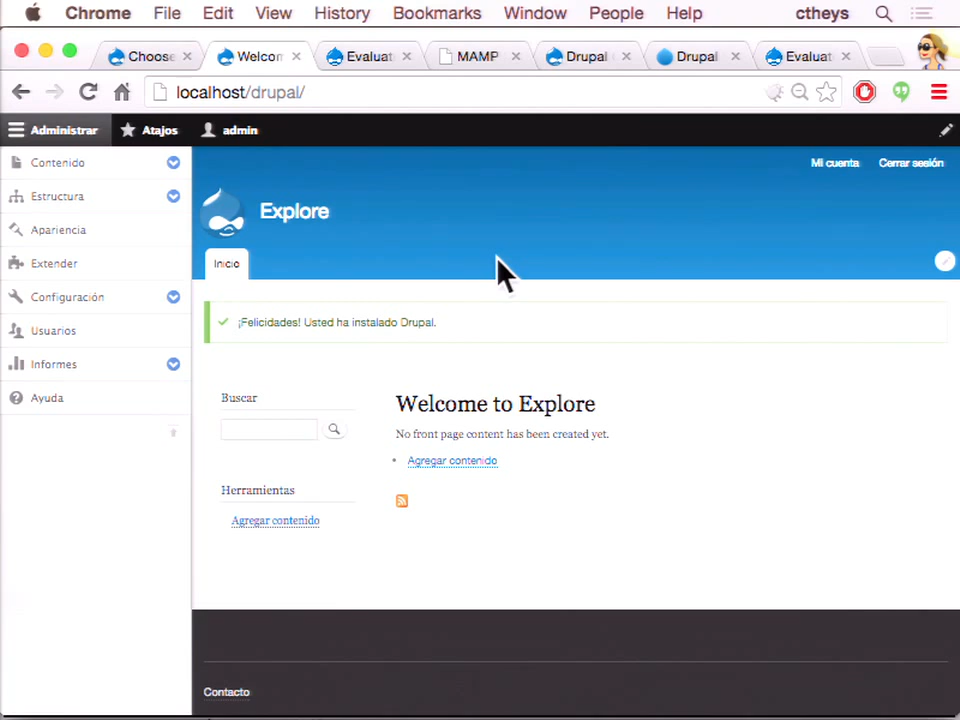 Chrome File Edit View History Bookmarks Window People Help ctheys
Choose Welcom Evaluat MAMP Drupal Drupal Evaluat
localhost/drupal/
Administrar Atajos admin
Contenido
Estructura
Apariencia
Extender
Configuración
Usuarios
Informes
Ayuda
Mi cuenta Cerrar sesión
Explore
Inicio
¡Felicidades! Usted ha instalado Drupal.
Buscar
Herramientas
Agregar contenido
Welcome to Explore
No front page content has been created yet.
Agregar contenido
Contacto